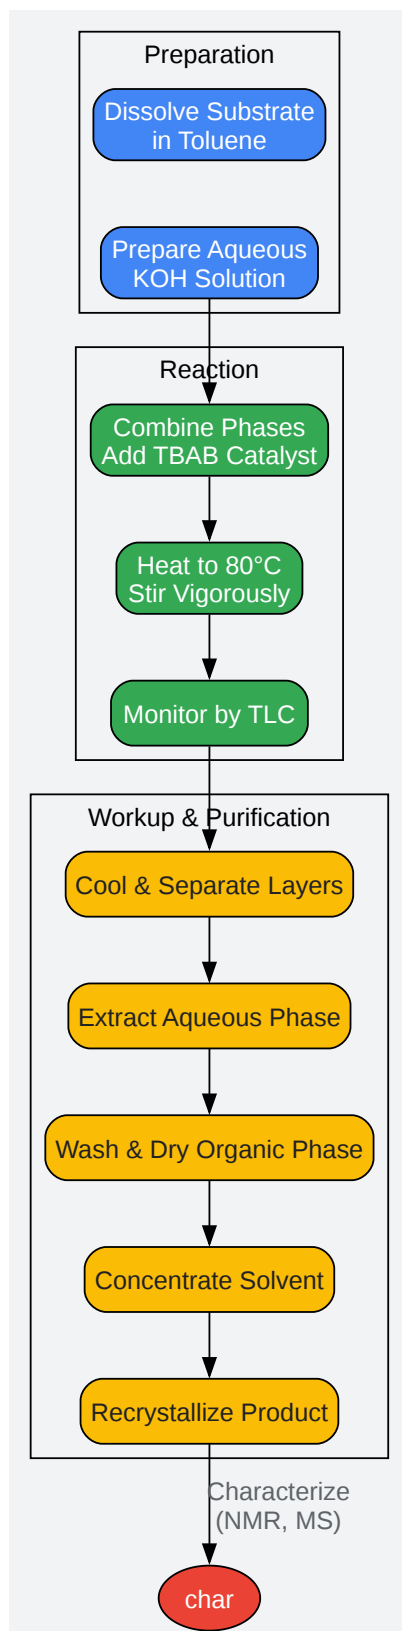 Preparation
Dissolve Substrate
in Toluene
Prepare Aqueous
KOH Solution
Reaction
Combine Phases
Add TBAB Catalyst
Heat to 80°C
Stir Vigorously
Monitor by TLC
Workup & Purification
Cool & Separate Layers
Extract Aqueous Phase
Wash & Dry Organic Phase
Concentrate Solvent
Recrystallize Product
Characterize
(NMR, MS)
char